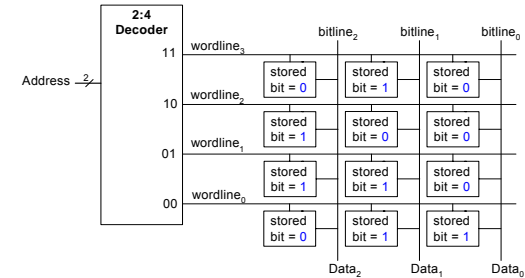 2:4
Decoder
bitline₂ bitline₁ bitline₀
11 wordline₃
Address 2
stored stored stored
bit = 0 bit = 1 bit = 0
10 wordline₂
stored stored stored
bit = 1 bit = 0 bit = 0
01 wordline₁
stored stored stored
bit = 1 bit = 1 bit = 0
00 wordline₀
stored stored stored
bit = 0 bit = 1 bit = 1
Data₂ Data₁ Data₀